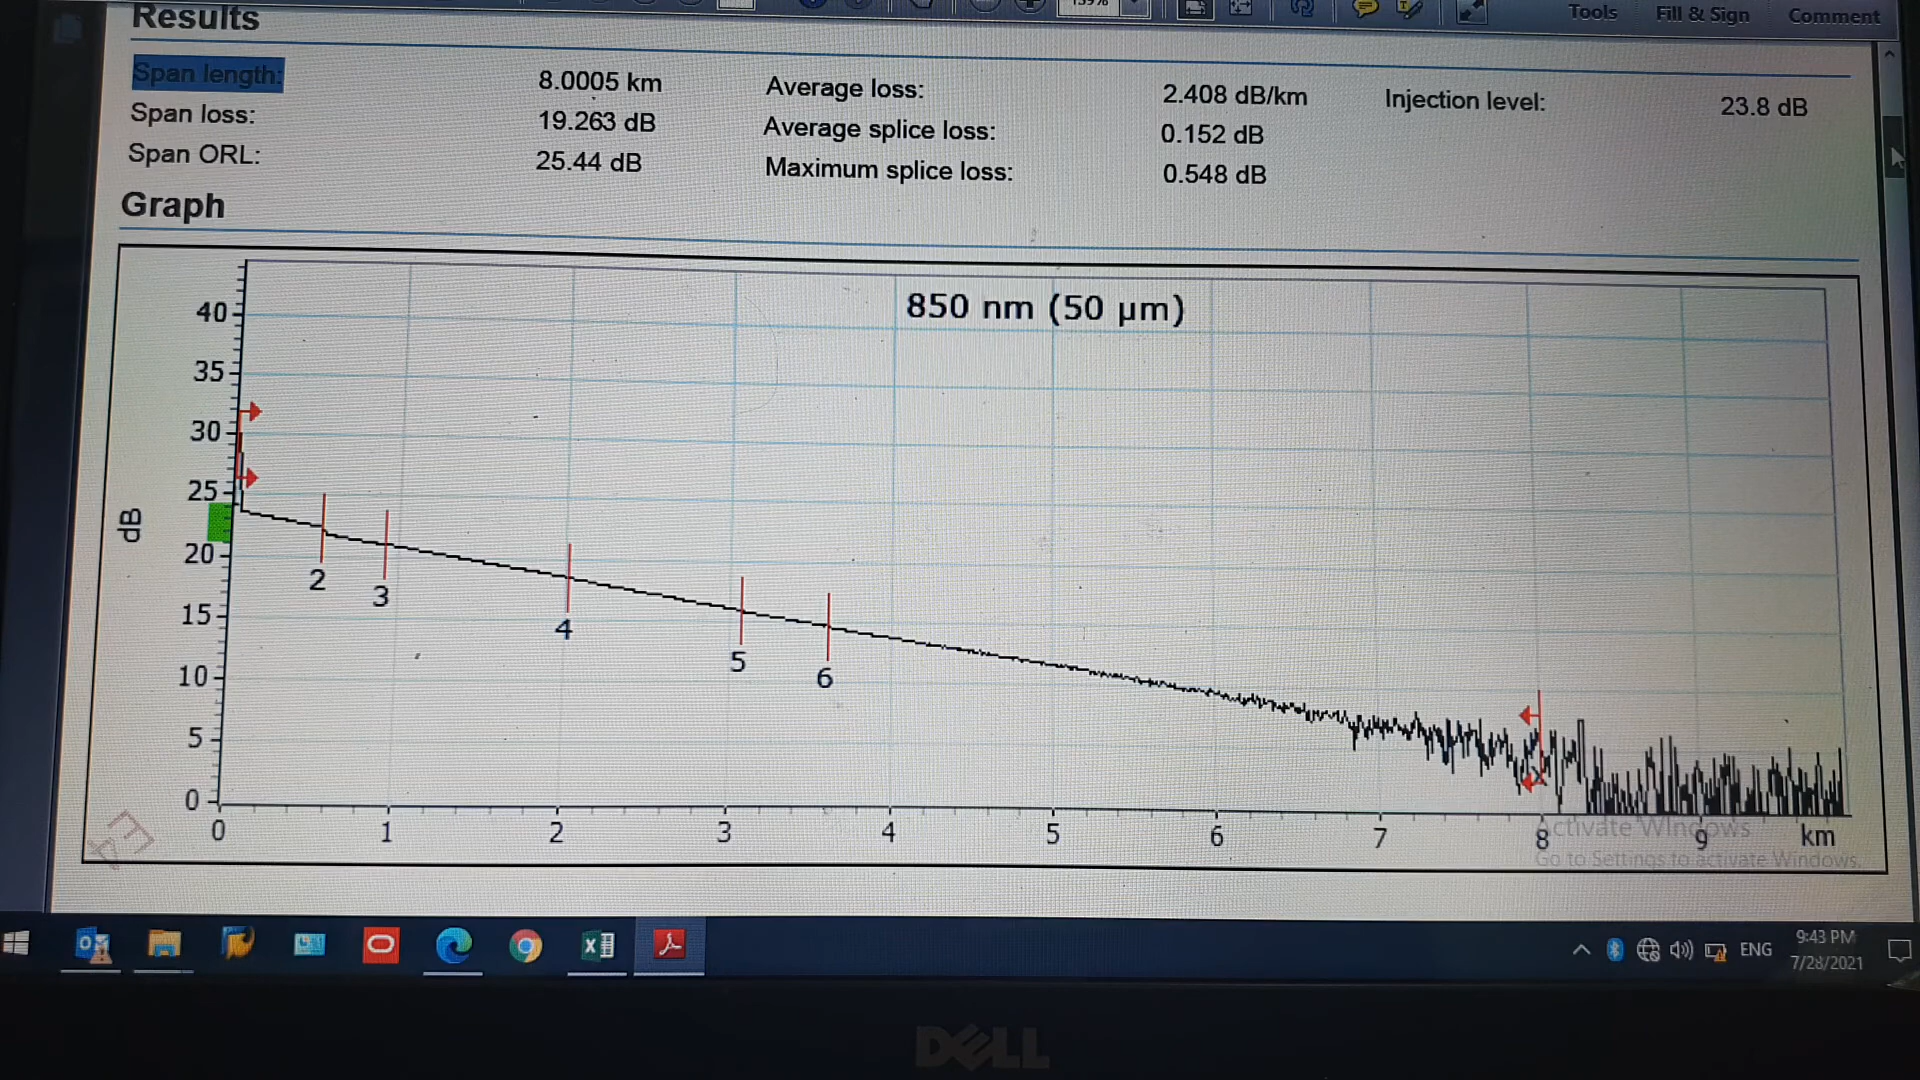 139%
Tools Fill & Sign Comment
Results
Span length: 8.0005 km Average loss: 2.408 dB/km Injection level: 23.8 dB
Span loss: 19.263 dB Average splice loss: 0.152 dB
Span ORL: 25.44 dB Maximum splice loss: 0.548 dB
Graph
850 nm (50 µm)
40
35
30
25
20
15
10
5
0
dB
2
3
4
5
6
0 1 2 3 4 5 6 7 8 9 km
Activate Windows
Go to Settings to activate Windows.
ENG
9:43 PM
7/28/2021
DELL